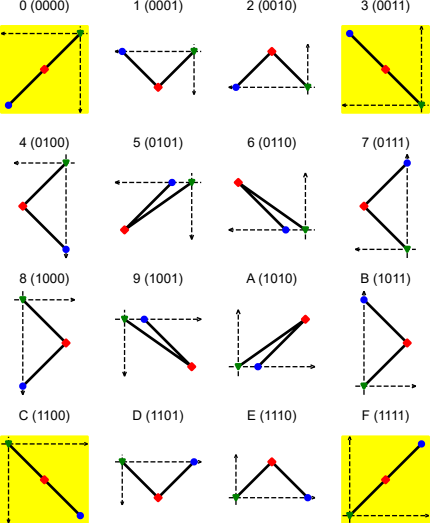 0 (0000) 1 (0001) 2 (0010) 3 (0011)
4 (0100) 5 (0101) 6 (0110) 7 (0111)
8 (1000) 9 (1001) A (1010) B (1011)
C (1100) D (1101) E (1110) F (1111)